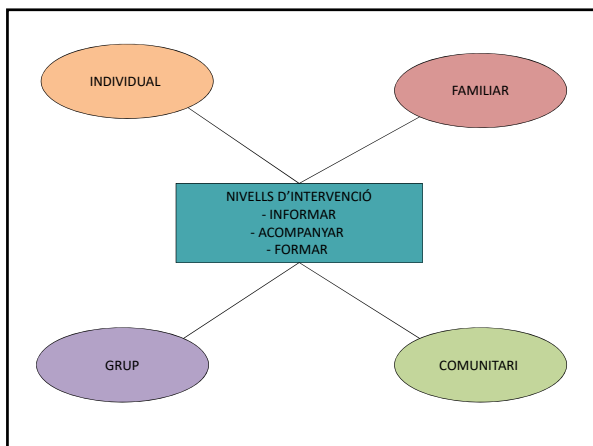 INDIVIDUAL
FAMILIAR
NIVELLS D'INTERVENCIÓ
- INFORMAR
- ACOMPANYAR
- FORMAR
GRUP
COMUNITARI